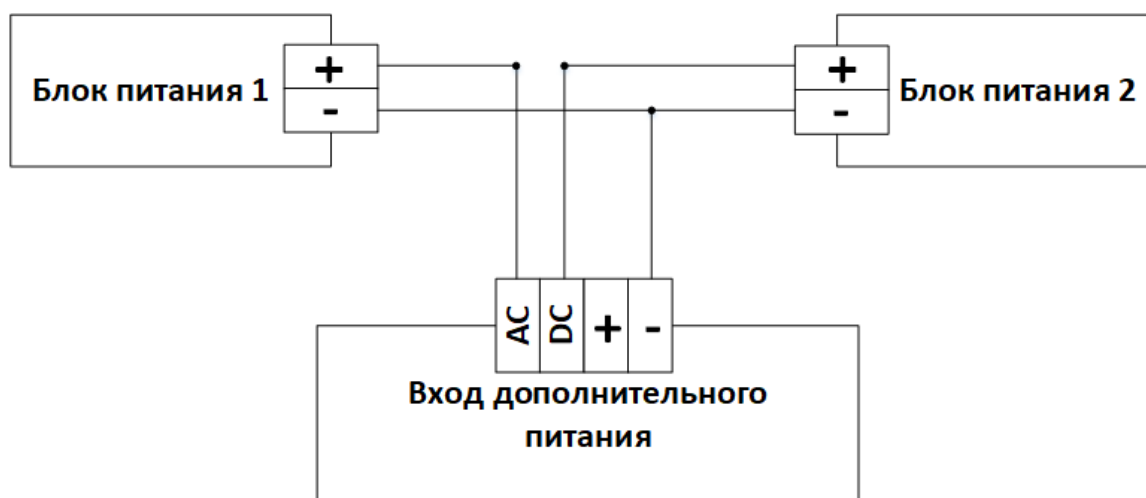 Блок питания 1
+
-
+
-
Блок питания 2
AC
DC
+
-
Вход дополнительного
питания